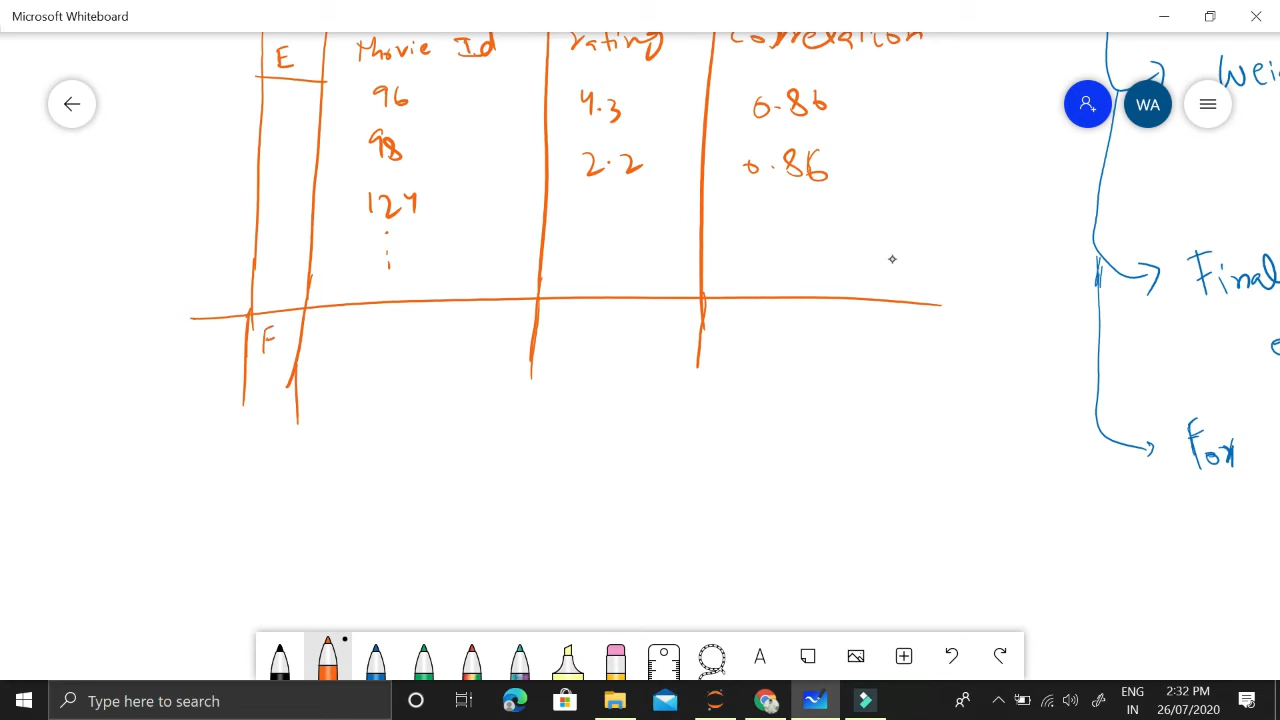 Microsoft Whiteboard
E Movie Id rating Correlation
96 4.3 0.86
98 2.2 0.86
124
F
WA
Final
For
A
Type here to search
ENG
IN
2:32 PM
26/07/2020